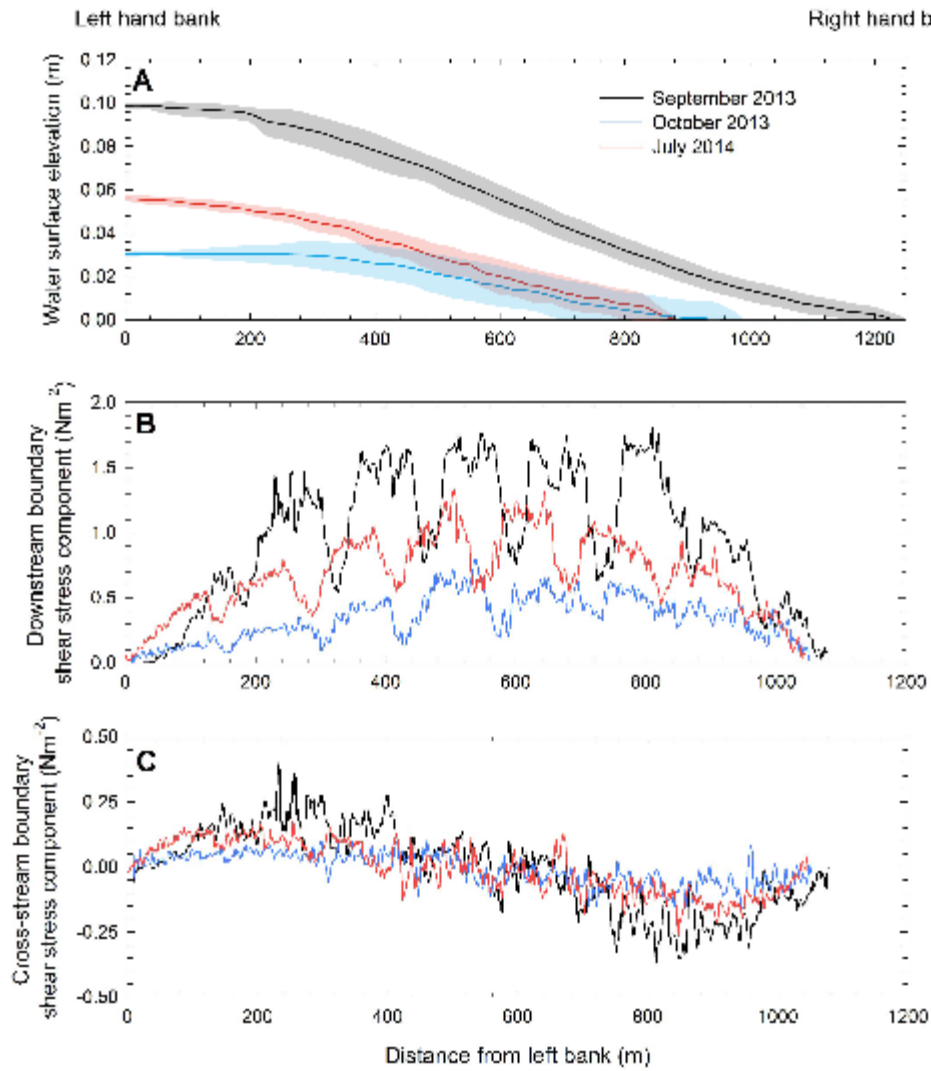 Left hand bank
Right hand b
Water surface elevation (m)
0.12
0.10
0.08
0.06
0.04
0.02
0.00
A
September 2013
October 2013
July 2014
0 200 400 600 800 1000 1200
Downstream boundary
shear stress component (Nm-2)
2.0
1.5
1.0
0.5
0.0
B
0 200 400 600 800 1000 1200
Cross-stream boundary
shear stress component (Nm-2)
0.50
0.25
0.00
-0.25
-0.50
C
0 200 400 600 800 1000 1200
Distance from left bank (m)